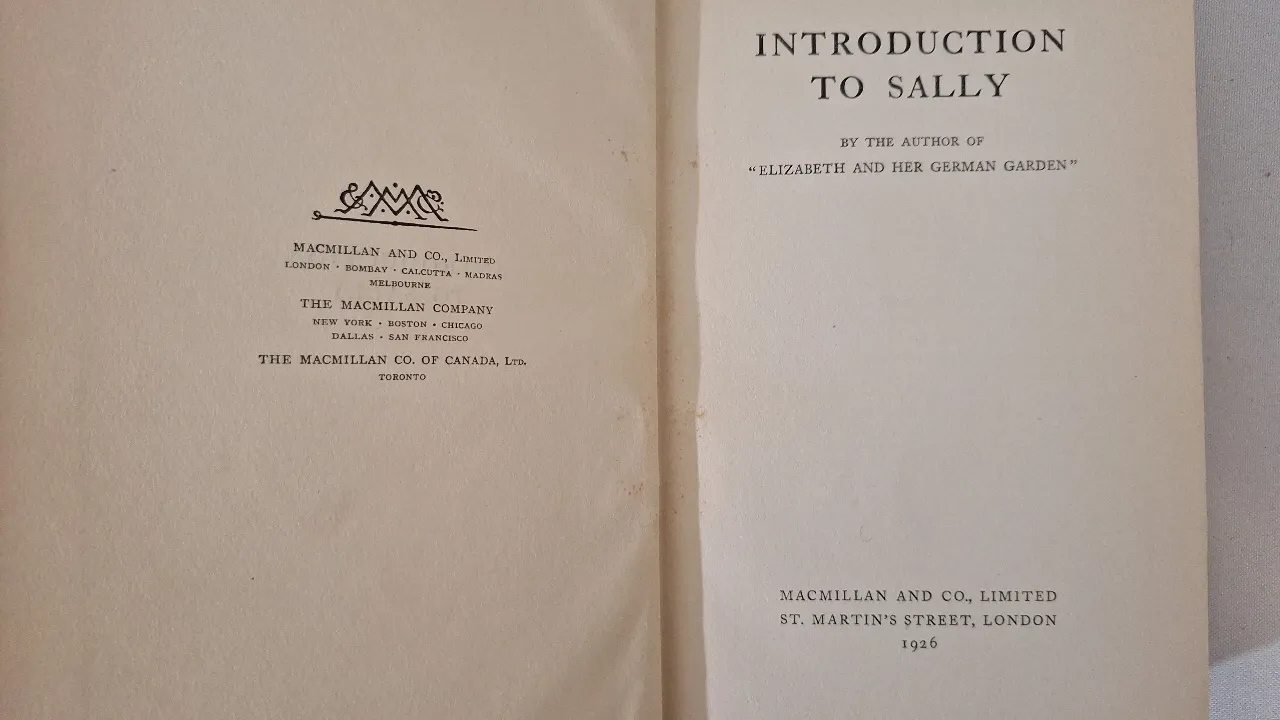 MACMILLAN AND CO., LIMITED
LONDON · BOMBAY · CALCUTTA · MADRAS
MELBOURNE
THE MACMILLAN COMPANY
NEW YORK · BOSTON · CHICAGO
DALLAS · SAN FRANCISCO
THE MACMILLAN CO. OF CANADA, LTD.
TORONTO
INTRODUCTION
TO SALLY
BY THE AUTHOR OF
“ELIZABETH AND HER GERMAN GARDEN”
MACMILLAN AND CO., LIMITED
ST. MARTIN’S STREET, LONDON
1926